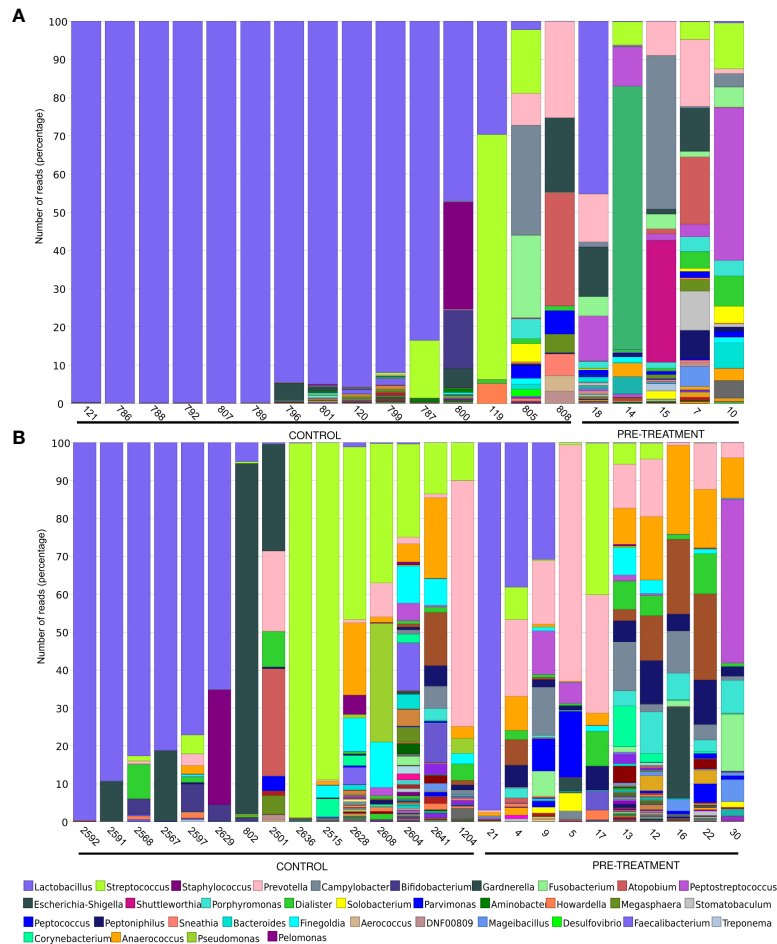 A
Number of reads (percentage)
100
90
80
70
60
50
40
30
20
10
0
121 786 788 792 807 789 796 801 120 799 787 800 119 805 808 18 14 15 7 10
CONTROL PRE-TREATMENT
B
Number of reads (percentage)
100
90
80
70
60
50
40
30
20
10
0
2592 2591 2568 2567 2597 2629 802 2501 2636 2515 2628 2608 2604 2641 1204 21 4 9 5 17 13 12 16 22 30
CONTROL PRE-TREATMENT
Lactobacillus Streptococcus Staphylococcus Prevotella Campylobacter Bifidobacterium Gardnerella Fusobacterium Atopobium Peptostreptococcus
Escherichia-Shigella Shuttleworthia Porphyromonas Dialister Solobacterium Parvimonas Aminobacter Howardella Megasphaera Stomatobaculum
Peptococcus Peptoniphilus Sneathia Bacteroides Finegoldia Aerococcus DNF00809 Mageibacillus Desulfovibrio Faecalibacterium Treponema
Corynebacterium Anaerococcus Pseudomonas Pelomonas